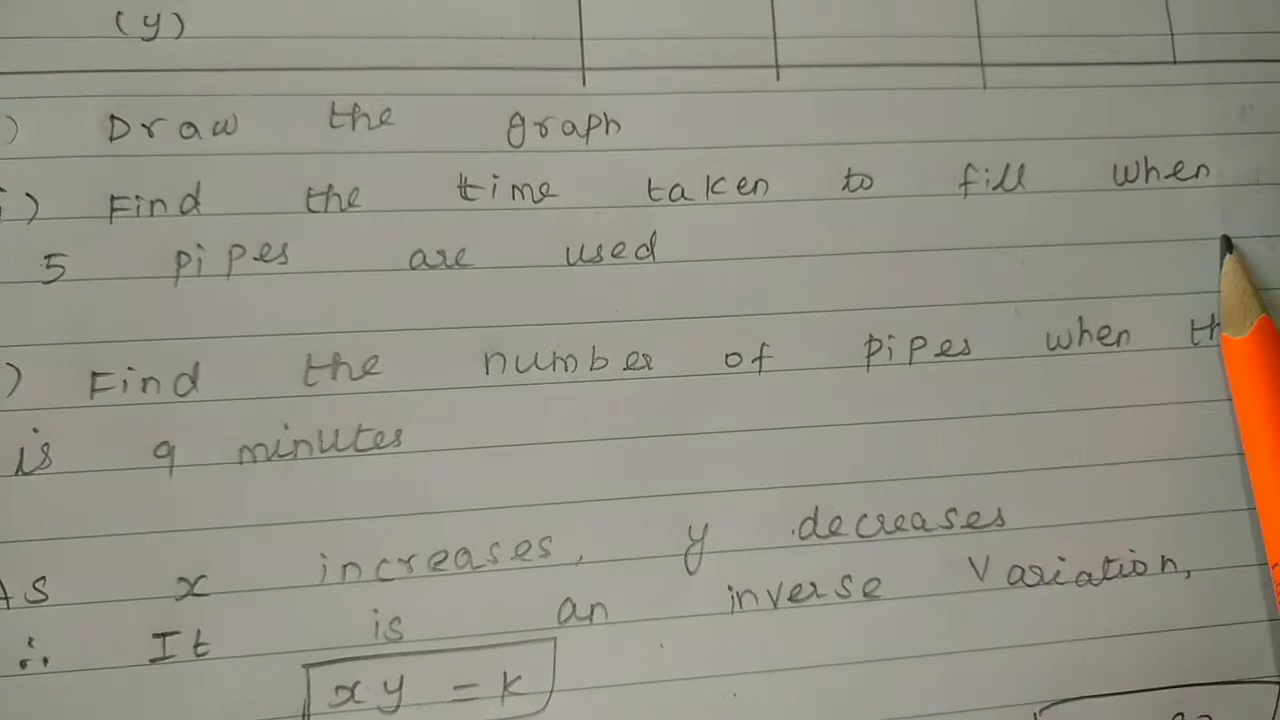 (y)
) Draw the graph
i) Find the time taken to fill when
5 pipes are used
) Find the number of pipes when th
is 9 minutes
As x increases, y decreases
∴ It is an inverse Variation,
xy = k